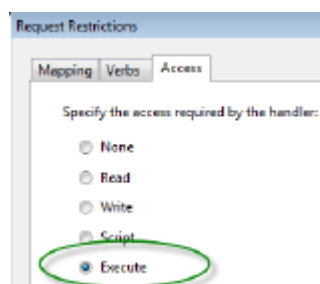 Request Restrictions
Mapping Verbs Access
Specify the access required by the handler:
None
Read
Write
Script
Execute